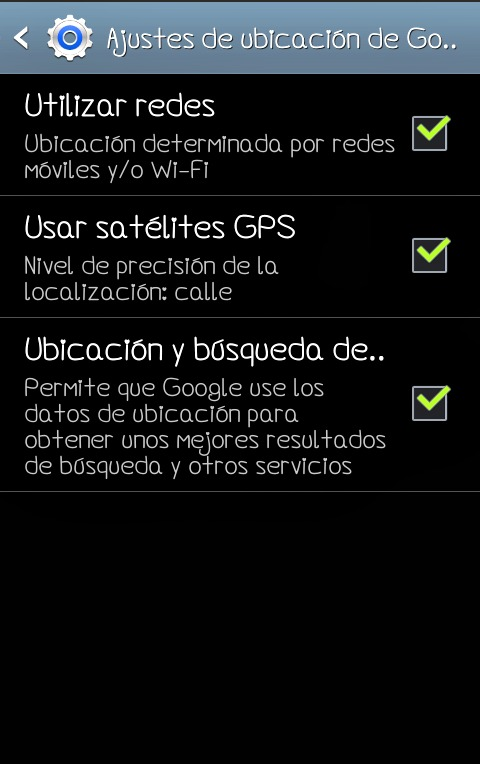 Ajustes de ubicación de Go..
Utilizar redes
Ubicación determinada por redes
móviles y/o Wi-Fi
Usar satélites GPS
Nivel de precisión de la
localización: calle
Ubicación y búsqueda de..
Permite que Google use los
datos de ubicación para
obtener unos mejores resultados
de búsqueda y otros servicios